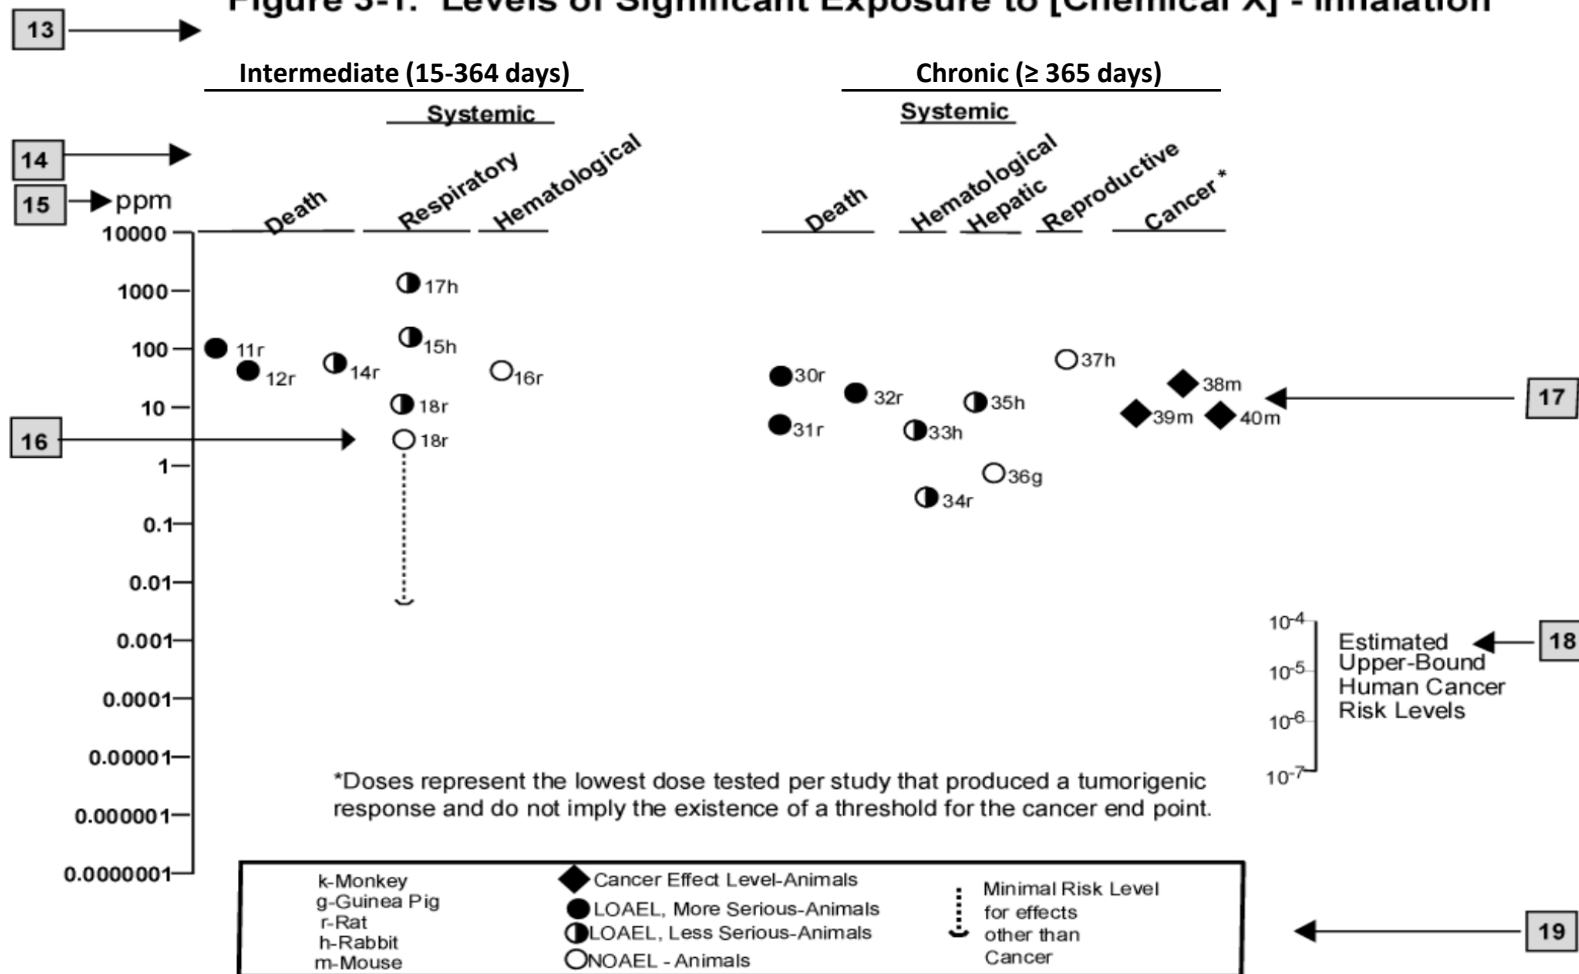 Figure 3-1. Levels of Significant Exposure to [Chemical X] - Inhalation
13
Intermediate (15-364 days)
Chronic (≥ 365 days)
Systemic
Systemic
14
15
ppm
Death
Respiratory
Hematological
Death
Hematological
Hepatic
Reproductive
Cancer*
10000
1000
100
10
1
0.1
0.01
0.001
0.0001
0.00001
0.000001
0.0000001
17h
11r
15h
12r
14r
16r
18r
18r
16
30r
37h
32r
38m
35h
31r
33h
39m
40m
36g
34r
17
10-4
10-5
10-6
10-7
Estimated
Upper-Bound
Human Cancer
Risk Levels
18
*Doses represent the lowest dose tested per study that produced a tumorigenic
response and do not imply the existence of a threshold for the cancer end point.
k-Monkey
g-Guinea Pig
r-Rat
h-Rabbit
m-Mouse
Cancer Effect Level-Animals
LOAEL, More Serious-Animals
LOAEL, Less Serious-Animals
NOAEL - Animals
Minimal Risk Level
for effects
other than
Cancer
19